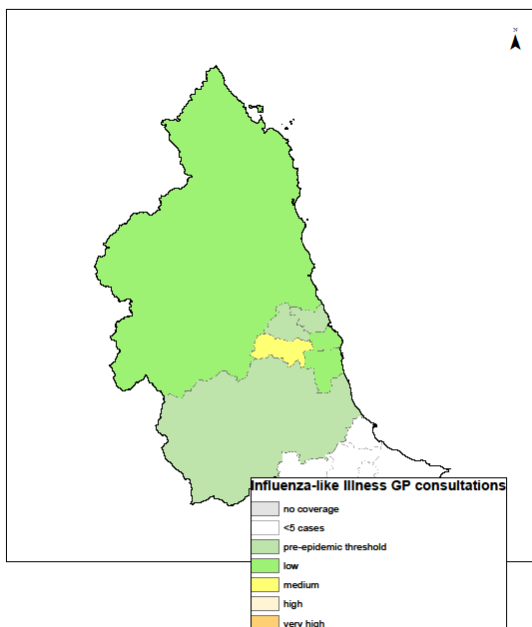 N
Influenza-like Illness GP consultations
no coverage
<5 cases
pre-epidemic threshold
low
medium
high
very high